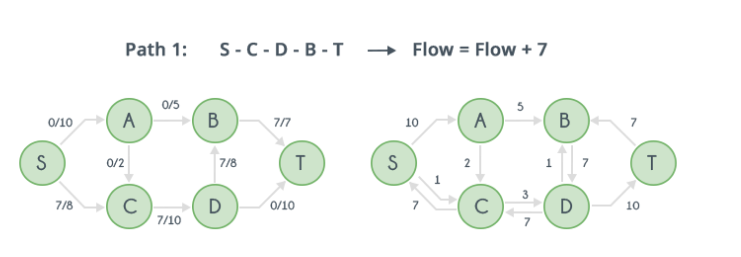 Path 1: S - C - D - B - T → Flow = Flow + 7
0/5 5
0/10 A B 7/7 10 A B 7
S 0/2 7/8 T S 2 1 7 T
1
7/8 C D 0/10 7 C 3 D 10
7/10 7